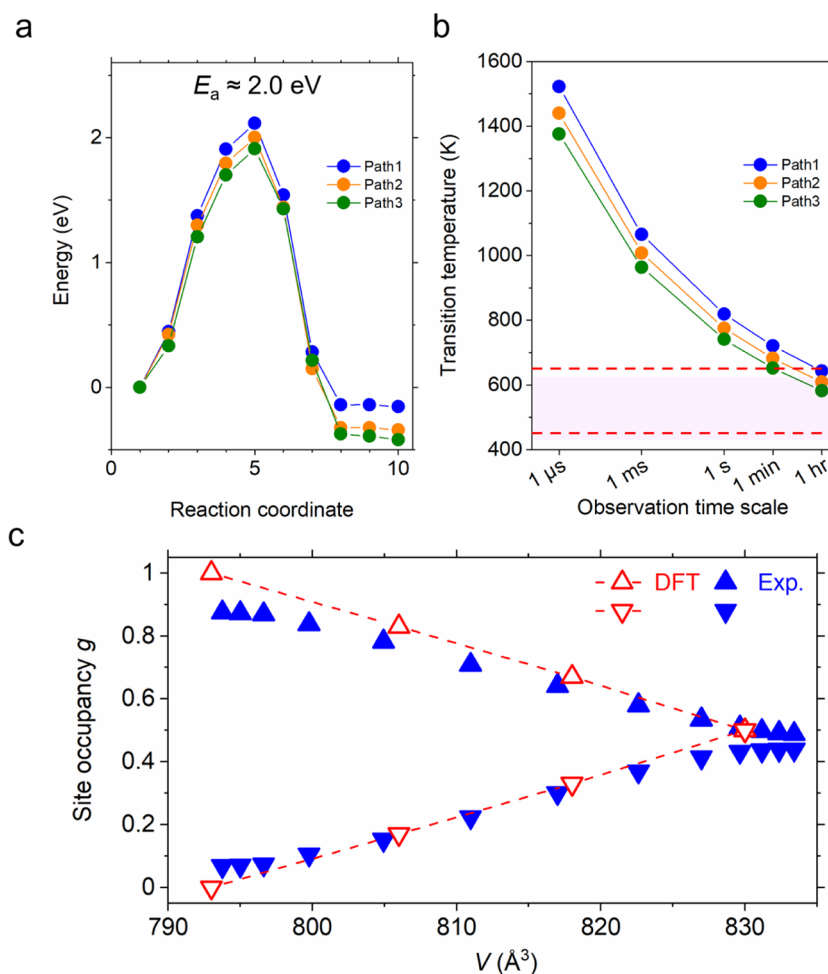 a
E_a ≈ 2.0 eV
2
1
0
Energy (eV)
Path1
Path2
Path3
0
5
10
Reaction coordinate
b
1600
1400
1200
1000
800
600
400
Transition temperature (K)
Path1
Path2
Path3
1 µs
1 ms
1 s
1 min
1 hr
Observation time scale
c
1
0.8
0.6
0.4
0.2
0
Site occupancy g
DFT
Exp.
790
800
810
820
830
V (Å³)